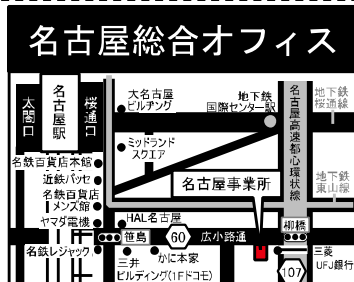 名古屋総合オフィス
太閤口
名古屋駅
桜通口
大名古屋
ビルヂング
地下鉄
国際センター駅
名古屋高速都心環状線
地下鉄
桜通線
ミッドランド
スクエア
名鉄百貨店本館
近鉄パッセ
名鉄百貨店
メンズ館
ヤマダ電機
名鉄レジャック
名古屋事業所
地下鉄
東山線
HAL名古屋
笹島
60
広小路通
柳橋
三井
ビルディング(1Fドコモ)
かに本家
107
三菱
UFJ銀行